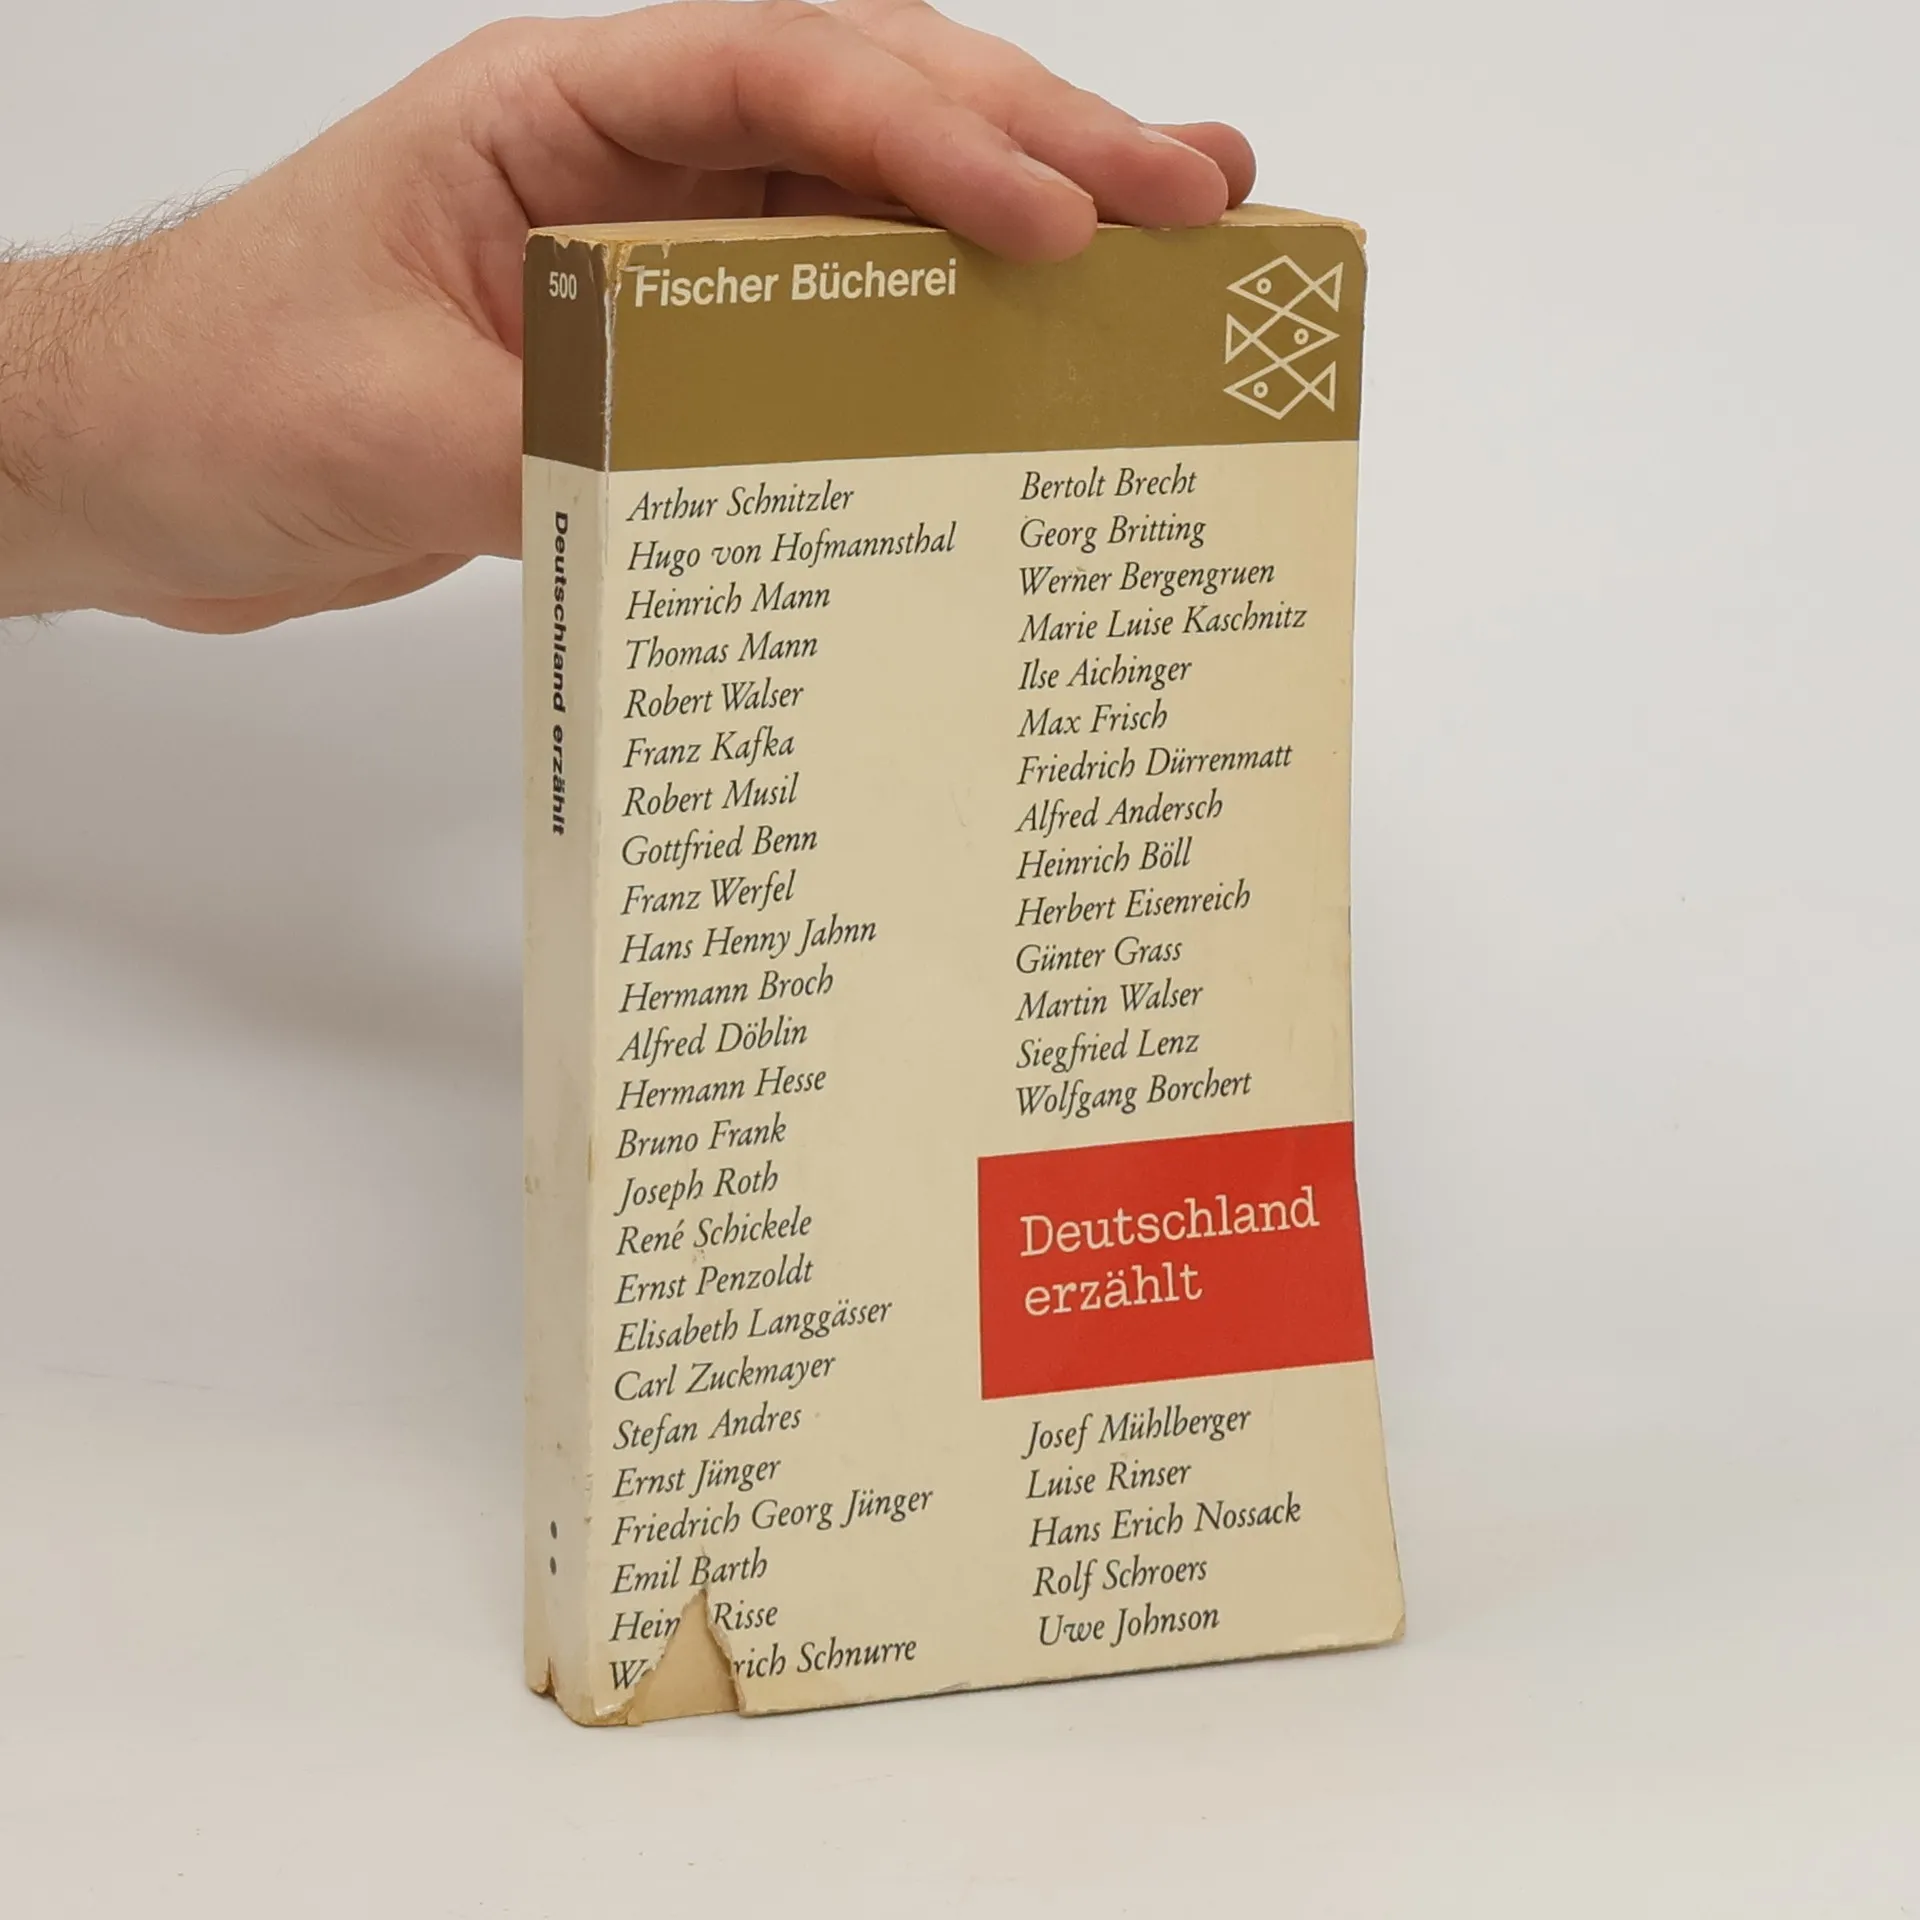 500
Deutschland erzählt
Fischer Bücherei
Arthur Schnitzler
Hugo von Hofmannsthal
Heinrich Mann
Thomas Mann
Robert Walser
Franz Kafka
Robert Musil
Gottfried Benn
Franz Werfel
Hans Henny Jahnn
Hermann Broch
Alfred Döblin
Hermann Hesse
Bruno Frank
Joseph Roth
René Schickele
Ernst Penzoldt
Elisabeth Langgässer
Carl Zuckmayer
Stefan Andres
Ernst Jünger
Friedrich Georg Jünger
Emil Barth
Risse
Schnurre
Bertolt Brecht
Georg Britting
Werner Bergengruen
Marie Luise Kaschnitz
Ilse Aichinger
Max Frisch
Friedrich Dürrenmatt
Alfred Andersch
Heinrich Böll
Herbert Eisenreich
Günter Grass
Martin Walser
Siegfried Lenz
Wolfgang Borchert
Deutschland
erzählt
Josef Mühlberger
Luise Rinser
Hans Erich Nossack
Rolf Schroers
Uwe Johnson